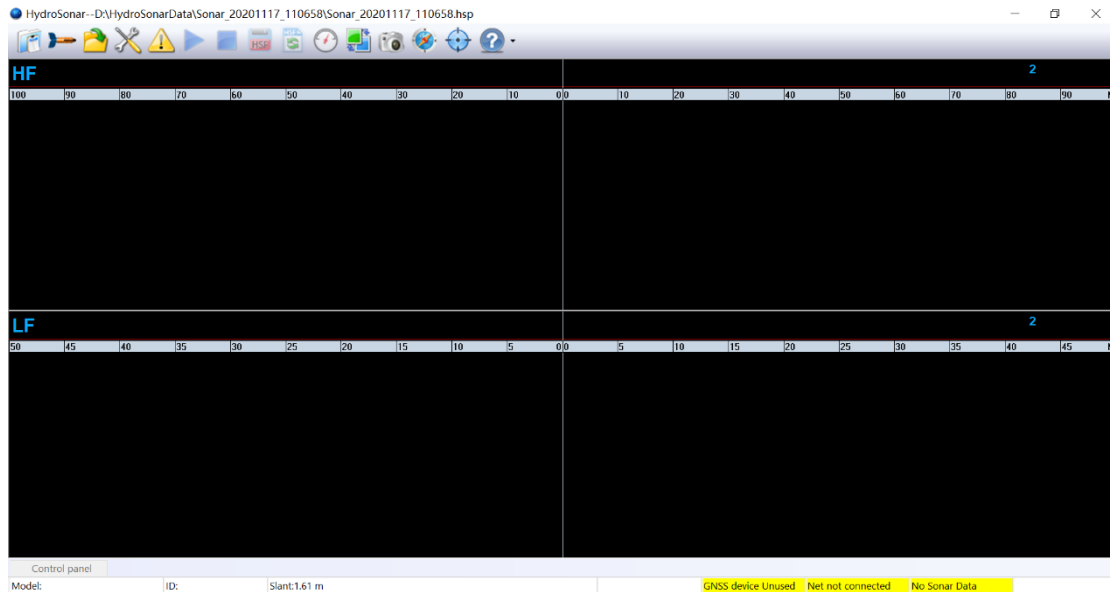 HydroSonar--D:\HydroSonarData\Sonar_20201117_110658\Sonar_20201117_110658.hsp
HSP
HF 2
100 90 80 70 60 50 40 30 20 10 0 0 10 20 30 40 50 60 70 80 90
LF 2
50 45 40 35 30 25 20 15 10 5 0 0 5 10 15 20 25 30 35 40 45
Control panel
Model: ID: Slant:1.61 m GNSS device Unused Net not connected No Sonar Data